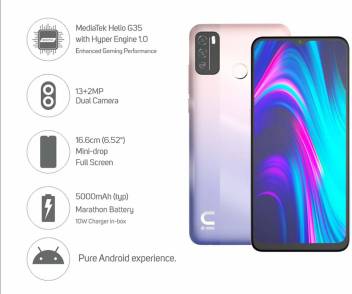 MediaTek Helio G35
with Hyper Engine 1.0
Enhanced Gaming Performance
13+2MP
Dual Camera
16.6cm (6.52")
Mini-drop
Full Screen
5000mAh (typ)
Marathon Battery
10W Charger in-box
Pure Android experience.